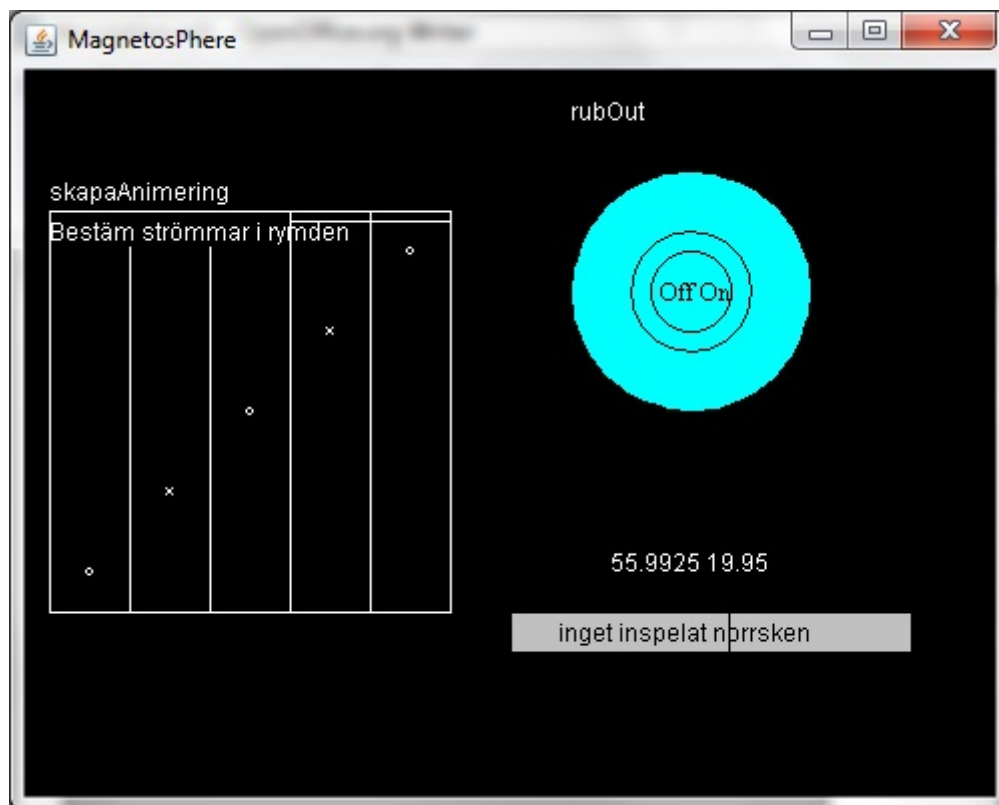 MagnetosPhere
rubOut
skapaAnimering
Bestäm strömmar i rymden
Off On
55.9925 19.95
inget inspelat norrsken